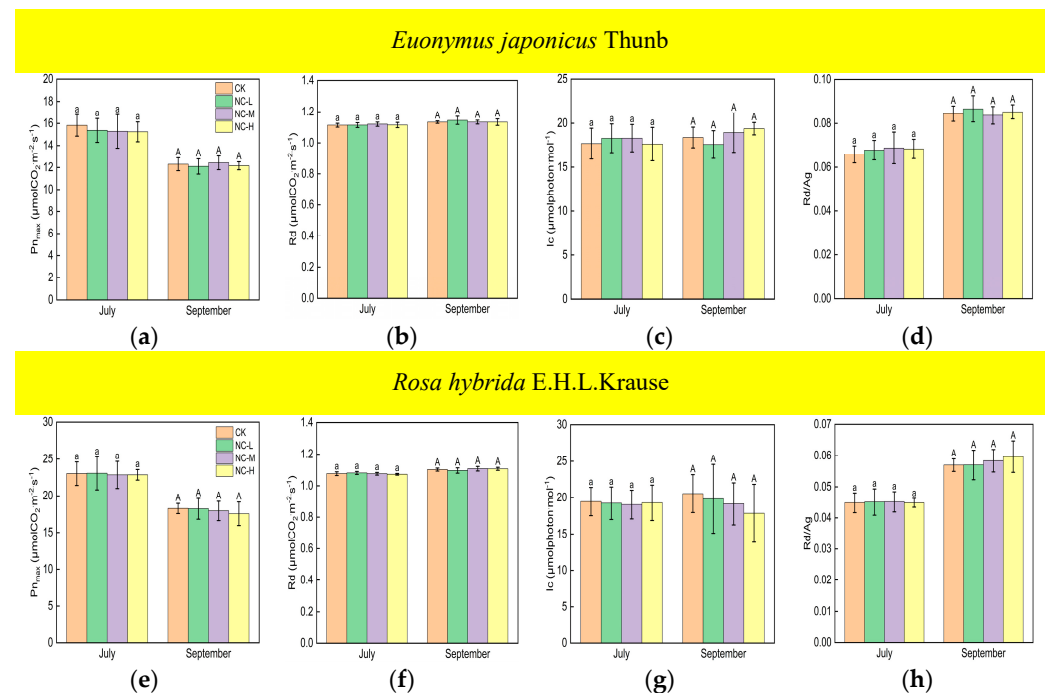 Euonymus japonicus Thunb
Pnmax (μmolCO2 m-2 s-1)
20
18
16
14
12
10
8
6
4
2
0
a a a a
A A A A
CK
NC-L
NC-M
NC-H
July September
(a)
Rd (μmolCO2 m-2 s-1)
1.4
1.2
1.0
0.8
0.6
0.4
0.2
0.0
a a a a
A A A A
July September
(b)
Ic (μmolphoton mol-1)
25
20
15
10
5
0
a a a a
A A A A
July September
(c)
Rd/Ag
0.10
0.08
0.06
0.04
0.02
0.00
a a a a
A A A A
July September
(d)
Rosa hybrida E.H.L.Krause
Pnmax (μmolCO2 m-2 s-1)
30
25
20
15
10
5
0
a a a a
A A A A
CK
NC-L
NC-M
NC-H
July September
(e)
Rd (μmolCO2 m-2 s-1)
1.4
1.2
1.0
0.8
0.6
0.4
0.2
0.0
a a a a
A A A A
July September
(f)
Ic (μmolphoton mol-1)
30
25
20
15
10
5
0
a a a a
A A A A
July September
(g)
Rd/Ag
0.07
0.06
0.05
0.04
0.03
0.02
0.01
0.00
a a a a
A A A A
July September
(h)